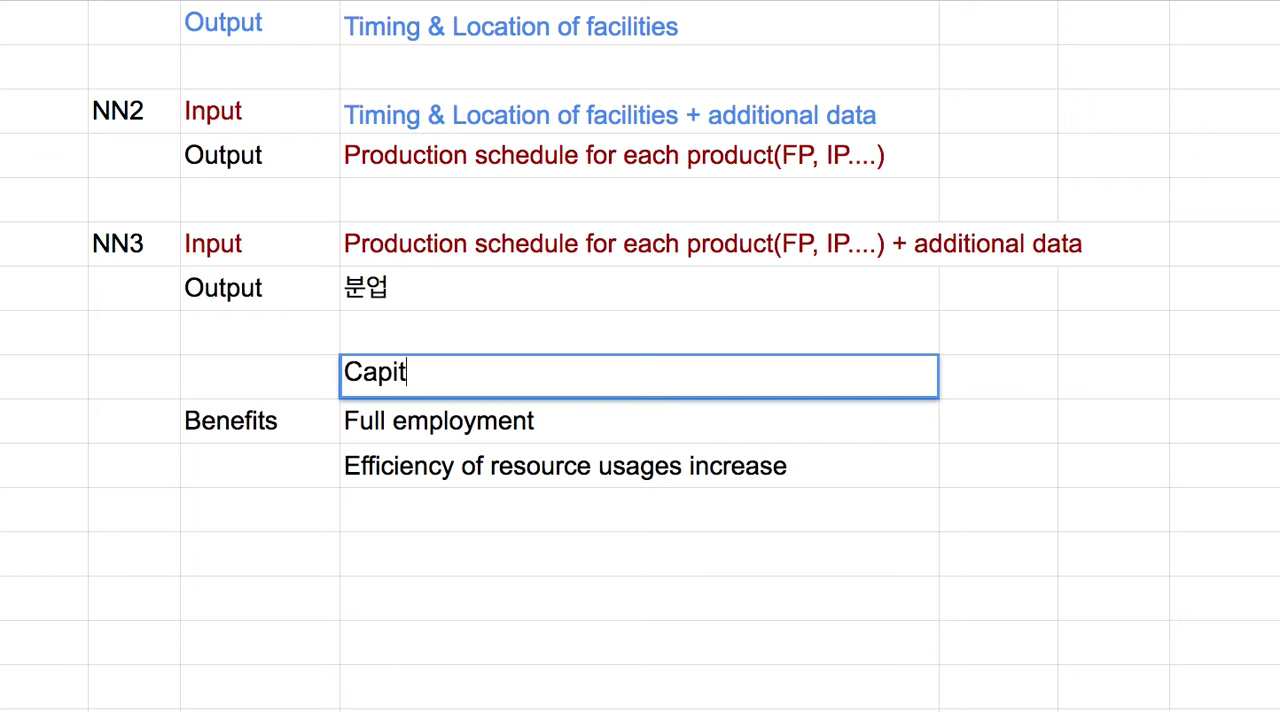 Output Timing & Location of facilities
NN2 Input Timing & Location of facilities + additional data
Output Production schedule for each product(FP, IP....)
NN3 Input Production schedule for each product(FP, IP....) + additional data
Output 분업
Capit
Benefits Full employment
Efficiency of resource usages increase